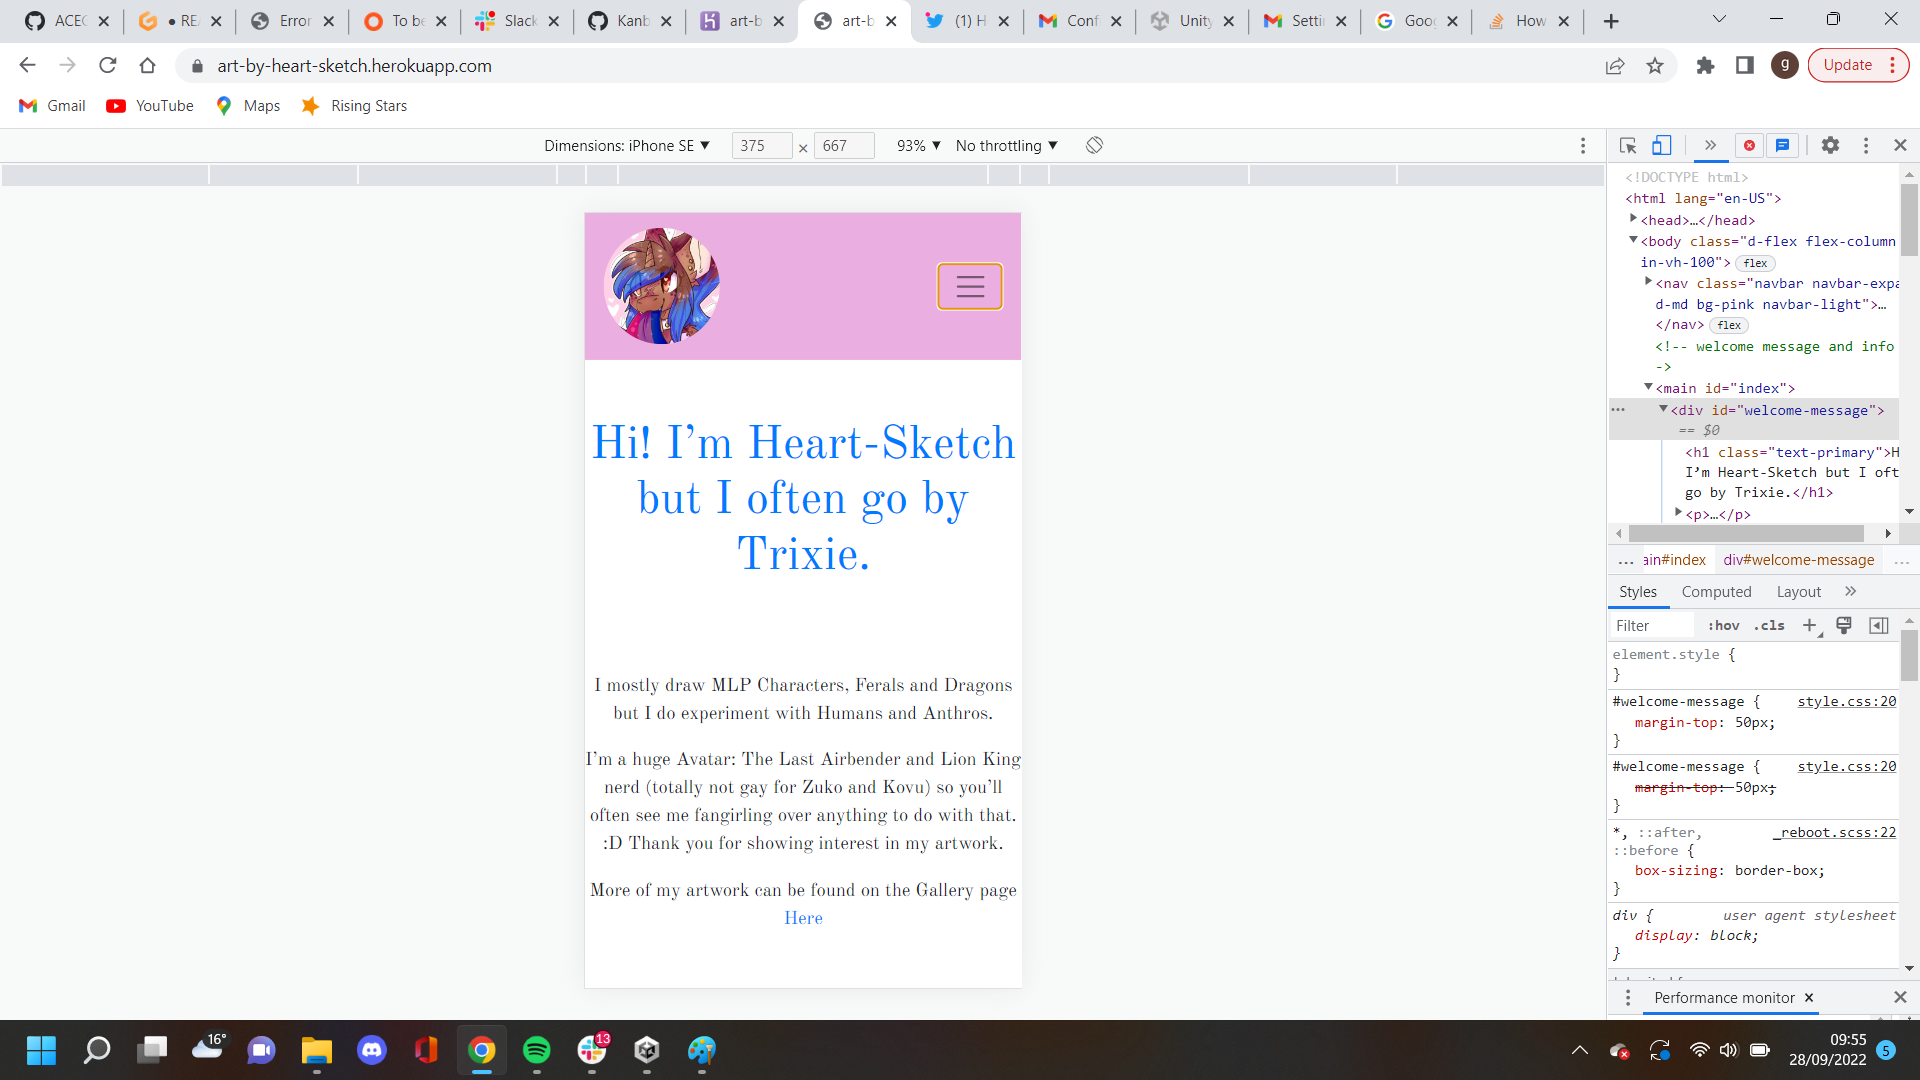 ACEC
REA
Error
To be
Slack
Kanb
art-b
art-b
(1) H
Conf
Unity
Setti
Goog
How
art-by-heart-sketch.herokuapp.com
g
Update
Gmail
YouTube
Maps
Rising Stars
Dimensions: iPhone SE
375 × 667
93%
No throttling
Hi! I'm Heart-Sketch
but I often go by
Trixie.
I mostly draw MLP Characters, Ferals and Dragons
but I do experiment with Humans and Anthros.
I'm a huge Avatar: The Last Airbender and Lion King
nerd (totally not gay for Zuko and Kovu) so you'll
often see me fangirling over anything to do with that.
:D Thank you for showing interest in my artwork.
More of my artwork can be found on the Gallery page
Here
<!DOCTYPE html>
<html lang="en-US">
<head>…</head>
<body class="d-flex flex-column
in-vh-100"> flex
<nav class="navbar navbar-expa
d-md bg-pink navbar-light">…
</nav> flex
<!-- welcome message and info
->
<main id="index">
… <div id="welcome-message">
== $0
<h1 class="text-primary">H
I'm Heart-Sketch but I oft
go by Trixie.</h1>
<p>…</p>
… ain#index div#welcome-message …
Styles Computed Layout
Filter :hov .cls
element.style {
}
#welcome-message { style.css:20
margin-top: 50px;
}
#welcome-message { style.css:20
margin-top: 50px;
}
*, ::after, _reboot.scss:22
::before {
box-sizing: border-box;
}
div { user agent stylesheet
display: block;
}
Performance monitor
16°
13
09:55
28/09/2022
5